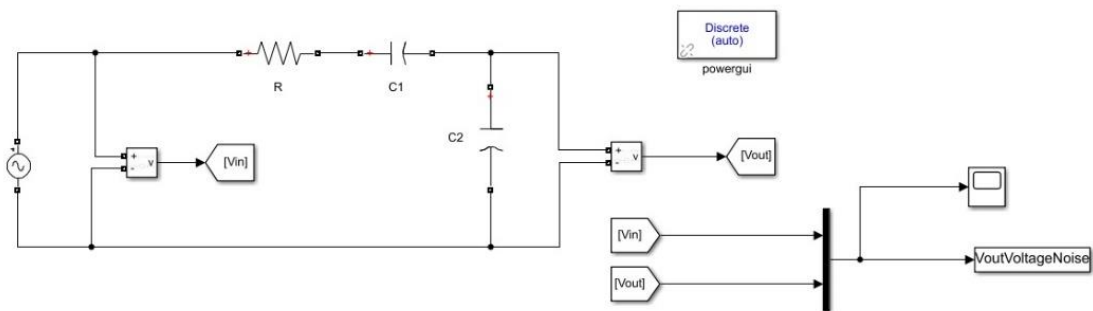 Discrete
(auto)
powergui
R
C1
C2
+
-
v
[Vin]
+
-
v
[Vout]
[Vin]
[Vout]
VoutVoltageNoise